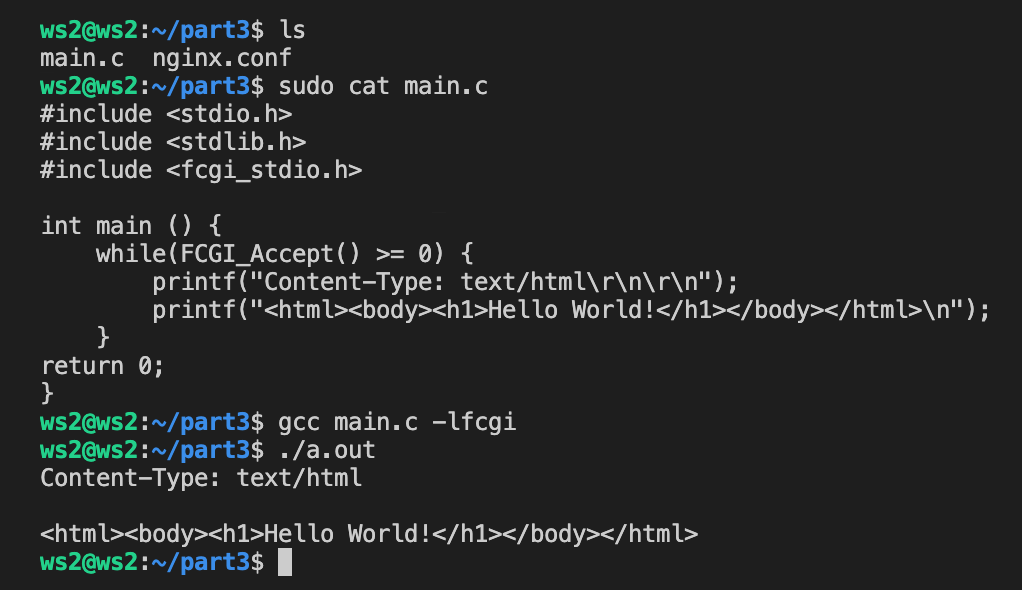 ws2@ws2:~/part3$ ls
main.c  nginx.conf
ws2@ws2:~/part3$ sudo cat main.c
#include <stdio.h>
#include <stdlib.h>
#include <fcgi_stdio.h>

int main () {
    while(FCGI_Accept() >= 0) {
        printf("Content-Type: text/html\r\n\r\n");
        printf("<html><body><h1>Hello World!</h1></body></html>\n");
    }
return 0;
}
ws2@ws2:~/part3$ gcc main.c -lfcgi
ws2@ws2:~/part3$ ./a.out
Content-Type: text/html

<html><body><h1>Hello World!</h1></body></html>
ws2@ws2:~/part3$